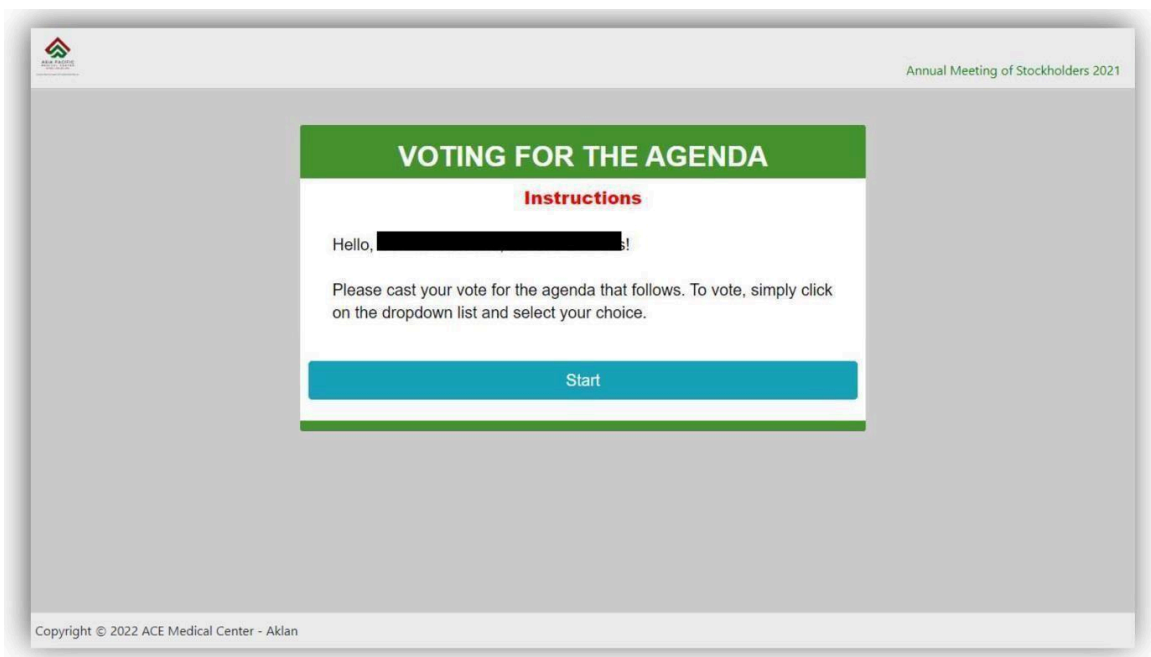 ASIA PACIFIC
Annual Meeting of Stockholders 2021
VOTING FOR THE AGENDA
Instructions
Hello, s!
Please cast your vote for the agenda that follows. To vote, simply click
on the dropdown list and select your choice.
Start
Copyright © 2022 ACE Medical Center - Aklan